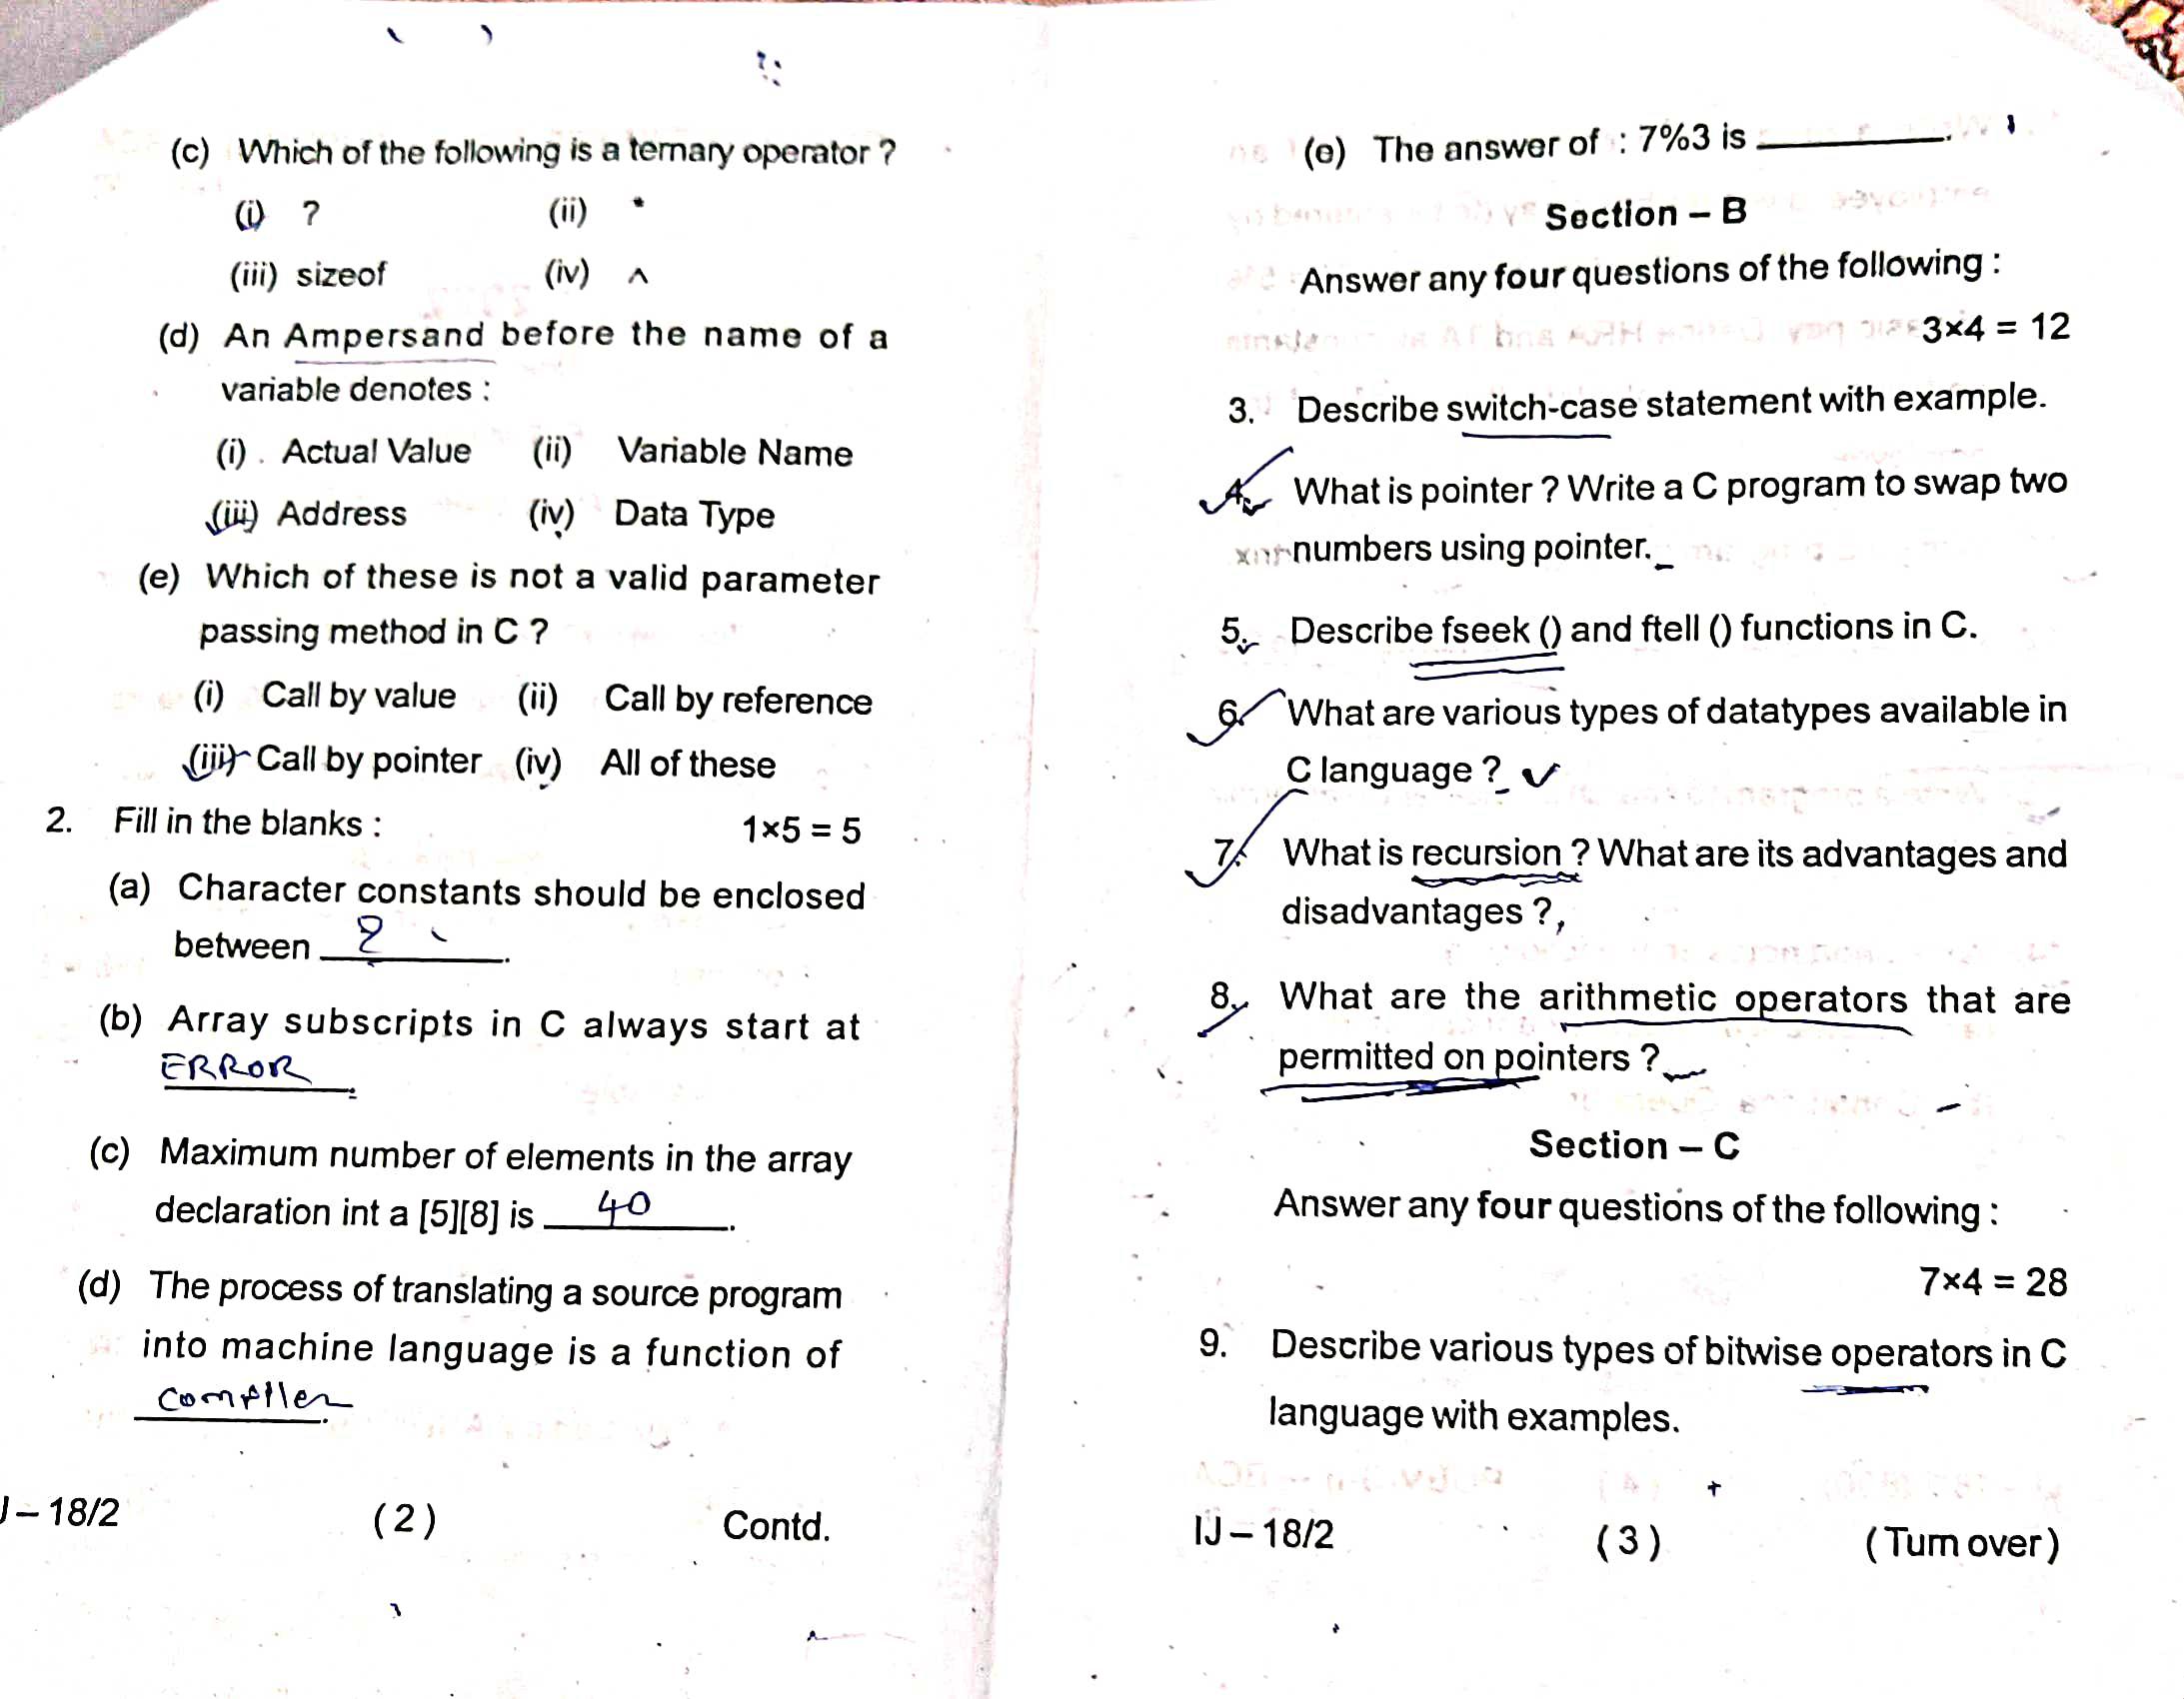 (c) Which of the following is a ternary operator ?
(i) ? (ii) *
(iii) sizeof (iv) ^
(d) An Ampersand before the name of a
variable denotes :
(i) Actual Value (ii) Variable Name
(iii) Address (iv) Data Type
(e) Which of these is not a valid parameter
passing method in C ?
(i) Call by value (ii) Call by reference
(iii) Call by pointer (iv) All of these
2. Fill in the blanks : 1×5 = 5
(a) Character constants should be enclosed
between
(b) Array subscripts in C always start at
ERROR
(c) Maximum number of elements in the array
declaration int a [5][8] is 40.
(d) The process of translating a source program
into machine language is a function of
compiler.
J – 18/2 (2) Contd.
(e) The answer of : 7%3 is ________.
Section – B
Answer any four questions of the following :
3×4 = 12
3. Describe switch-case statement with example.
4. What is pointer ? Write a C program to swap two
numbers using pointer.
5. Describe fseek () and ftell () functions in C.
6. What are various types of datatypes available in
C language ?
7. What is recursion ? What are its advantages and
disadvantages ?
8. What are the arithmetic operators that are
permitted on pointers ?
Section – C
Answer any four questions of the following :
7×4 = 28
9. Describe various types of bitwise operators in C
language with examples.
IJ – 18/2 (3) (Turn over)